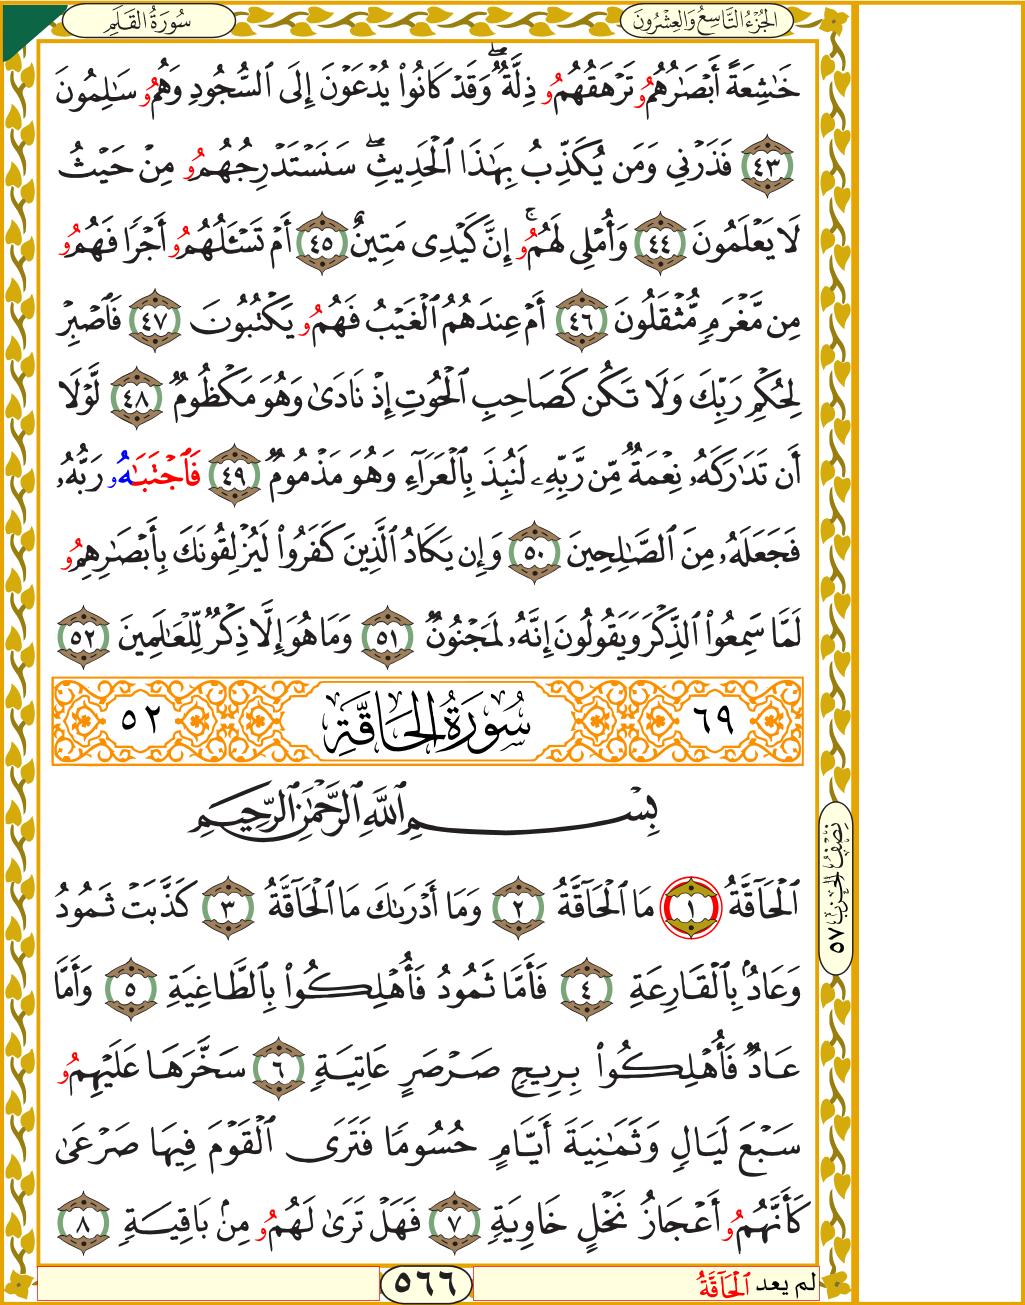 الجُزْءُ التَّاسِعُ وَالْعِشْرُونَ
سُورَةُ القَلَمِ
خَٰشِعَةً أَبْصَٰرُهُمُۥ تَرْهَقُهُمُۥ ذِلَّةٌۖ وَقَدْ كَانُوا۟ يُدْعَوْنَ إِلَى ٱلسُّجُودِ وَهُمُۥ سَٰلِمُونَ
٤٣ فَذَرْنِى وَمَن يُكَذِّبُ بِهَٰذَا ٱلْحَدِيثِۖ سَنَسْتَدْرِجُهُمُۥ مِنْ حَيْثُ
لَا يَعْلَمُونَ ٤٤ وَأُمْلِى لَهُمُۥٓۚ إِنَّ كَيْدِى مَتِينٌ ٤٥ أَمْ تَسْـَٔلُهُمُۥ أَجْرًا فَهُمُۥ
مِن مَّغْرَمٍ مُّثْقَلُونَ ٤٦ أَمْ عِندَهُمُ ٱلْغَيْبُ فَهُمُۥ يَكْتُبُونَ ٤٧ فَٱصْبِرْ
لِحُكْمِ رَبِّكَ وَلَا تَكُن كَصَاحِبِ ٱلْحُوتِ إِذْ نَادَىٰ وَهُوَ مَكْظُومٌ ٤٨ لَّوْلَا
أَن تَدَٰرَكَهُۥ نِعْمَةٌ مِّن رَّبِّهِۦ لَنُبِذَ بِٱلْعَرَآءِ وَهُوَ مَذْمُومٌ ٤٩ فَٱجْتَبَٰهُۥ رَبُّهُۥ
فَجَعَلَهُۥ مِنَ ٱلصَّٰلِحِينَ ٥٠ وَإِن يَكَادُ ٱلَّذِينَ كَفَرُوا۟ لَيُزْلِقُونَكَ بِأَبْصَٰرِهِمُۥ
لَمَّا سَمِعُوا۟ ٱلذِّكْرَ وَيَقُولُونَ إِنَّهُۥ لَمَجْنُونٌ ٥١ وَمَا هُوَ إِلَّا ذِكْرٌ لِّلْعَٰلَمِينَ ٥٢
٦٩ سُورَةُ الحَاقَّةِ ٥٢
بِسْمِ ٱللَّهِ ٱلرَّحْمَٰنِ ٱلرَّحِيمِ
ٱلْحَآقَّةُ ١ مَا ٱلْحَآقَّةُ ٢ وَمَا أَدْرَىٰكَ مَا ٱلْحَآقَّةُ ٣ كَذَّبَتْ ثَمُودُ
وَعَادٌۢ بِٱلْقَارِعَةِ ٤ فَأَمَّا ثَمُودُ فَأُهْلِكُوا۟ بِٱلطَّاغِيَةِ ٥ وَأَمَّا
عَادٌ فَأُهْلِكُوا۟ بِرِيحٍ صَرْصَرٍ عَاتِيَةٍ ٦ سَخَّرَهَا عَلَيْهِمُۥ
سَبْعَ لَيَالٍ وَثَمَٰنِيَةَ أَيَّامٍ حُسُومًا فَتَرَى ٱلْقَوْمَ فِيهَا صَرْعَىٰ
كَأَنَّهُمُۥ أَعْجَازُ نَخْلٍ خَاوِيَةٍ ٧ فَهَلْ تَرَىٰ لَهُمُۥ مِنۢ بَاقِيَةٍ ٨
نِصْفُ الحِزْبِ ٥٧
لم يعد ٱلْحَآقَّةُ
٥٦٦